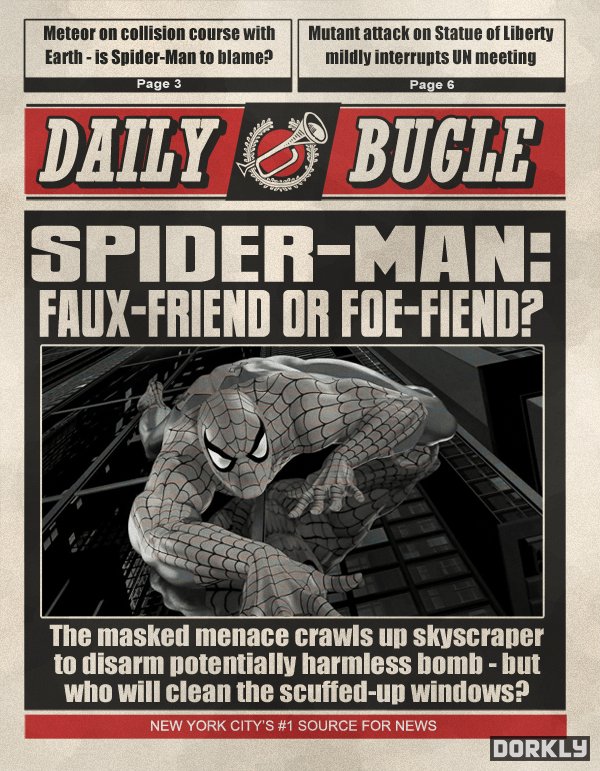 Meteor on collision course with
Earth - is Spider-Man to blame?
Page 3
Mutant attack on Statue of Liberty
mildly interrupts UN meeting
Page 6
DAILY BUGLE
SPIDER-MAN:
FAUX-FRIEND OR FOE-FIEND?
The masked menace crawls up skyscraper
to disarm potentially harmless bomb - but
who will clean the scuffed-up windows?
NEW YORK CITY'S #1 SOURCE FOR NEWS
DORKLY